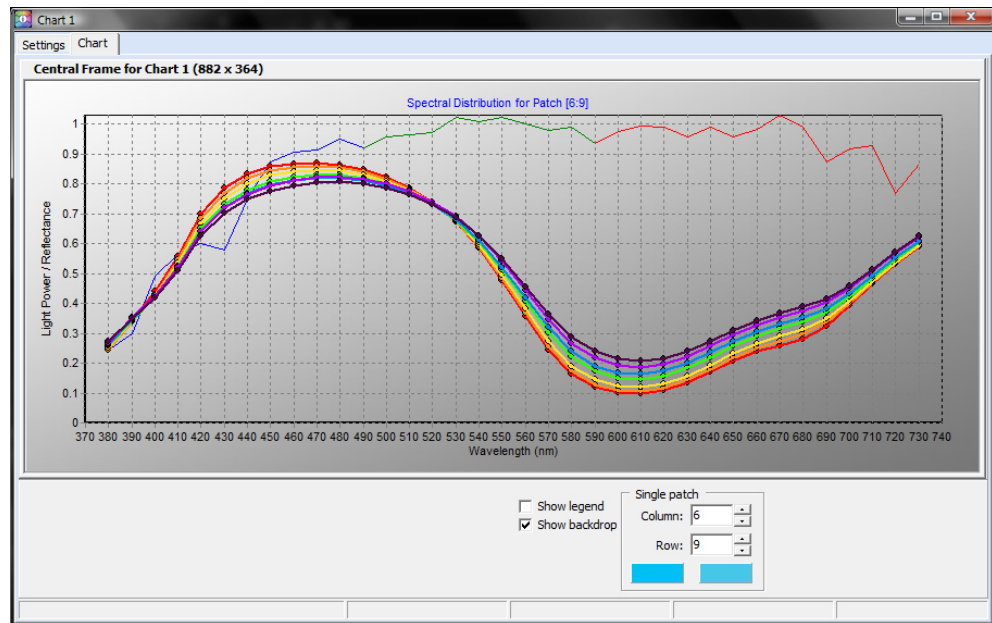 Chart 1
Settings Chart
Central Frame for Chart 1 (882 x 364)
Spectral Distribution for Patch [6:9]
Light Power / Reflectance
1
0.9
0.8
0.7
0.6
0.5
0.4
0.3
0.2
0.1
0
370 380 390 400 410 420 430 440 450 460 470 480 490 500 510 520 530 540 550 560 570 580 590 600 610 620 630 640 650 660 670 680 690 700 710 720 730 740
Wavelength (nm)
Show legend
Show backdrop
Single patch
Column: 6
Row: 9